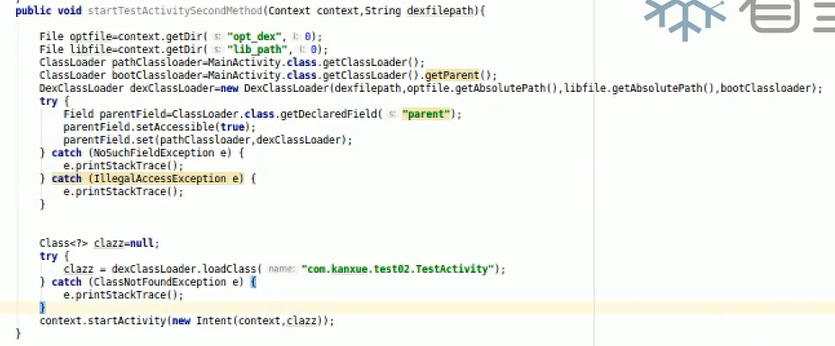 public void startTestActivitySecondMethod(Context context,String dexfilepath){
File optfile=context.getDir( s: "opt_dex", i: 0);
File libfile=context.getDir( s: "lib_path", i: 0);
ClassLoader pathClassloader=MainActivity.class.getClassLoader();
ClassLoader bootClassloader=MainActivity.class.getClassLoader().getParent();
DexClassLoader dexClassLoader=new DexClassLoader(dexfilepath,optfile.getAbsolutePath(),libfile.getAbsolutePath(),bootClassloader);
try {
Field parentField=ClassLoader.class.getDeclaredField( s: "parent");
parentField.setAccessible(true);
parentField.set(pathClassloader,dexClassLoader);
} catch (NoSuchFieldException e) {
e.printStackTrace();
} catch (IllegalAccessException e) {
e.printStackTrace();
}
Class<?> clazz=null;
try {
clazz = dexClassLoader.loadClass( name: "com.kanxue.test02.TestActivity");
} catch (ClassNotFoundException e) {
e.printStackTrace();
}
context.startActivity(new Intent(context,clazz));
}